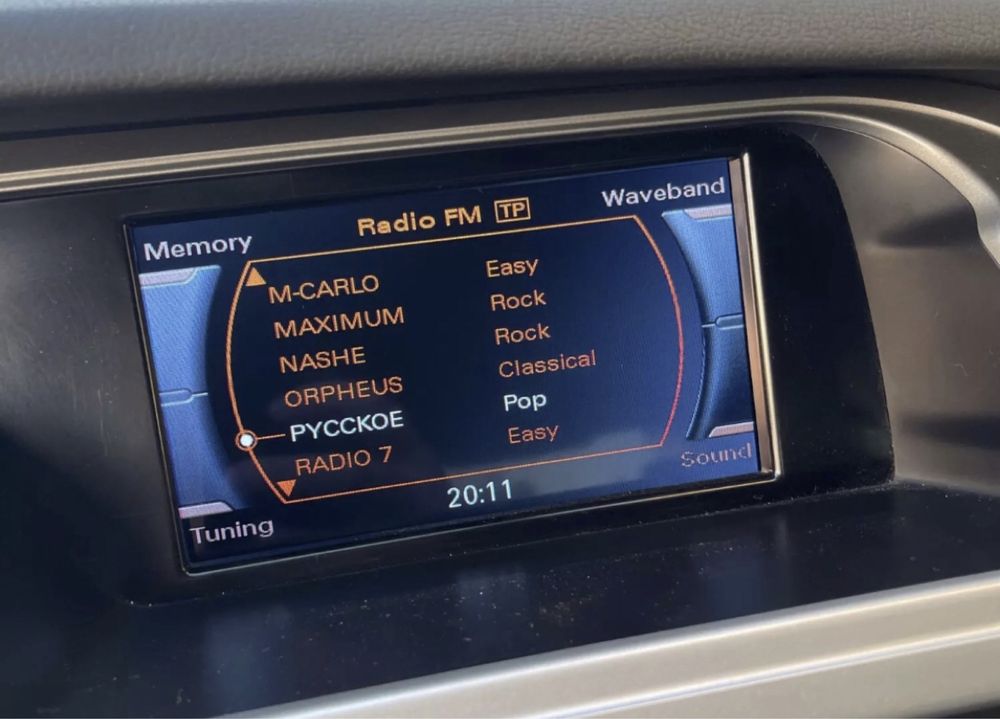 Radio FM TP
Memory
Waveband
M-CARLO Easy
MAXIMUM Rock
NASHE Rock
ORPHEUS Classical
PYCCKOE Pop
RADIO 7 Easy
Tuning
20:11
Sound